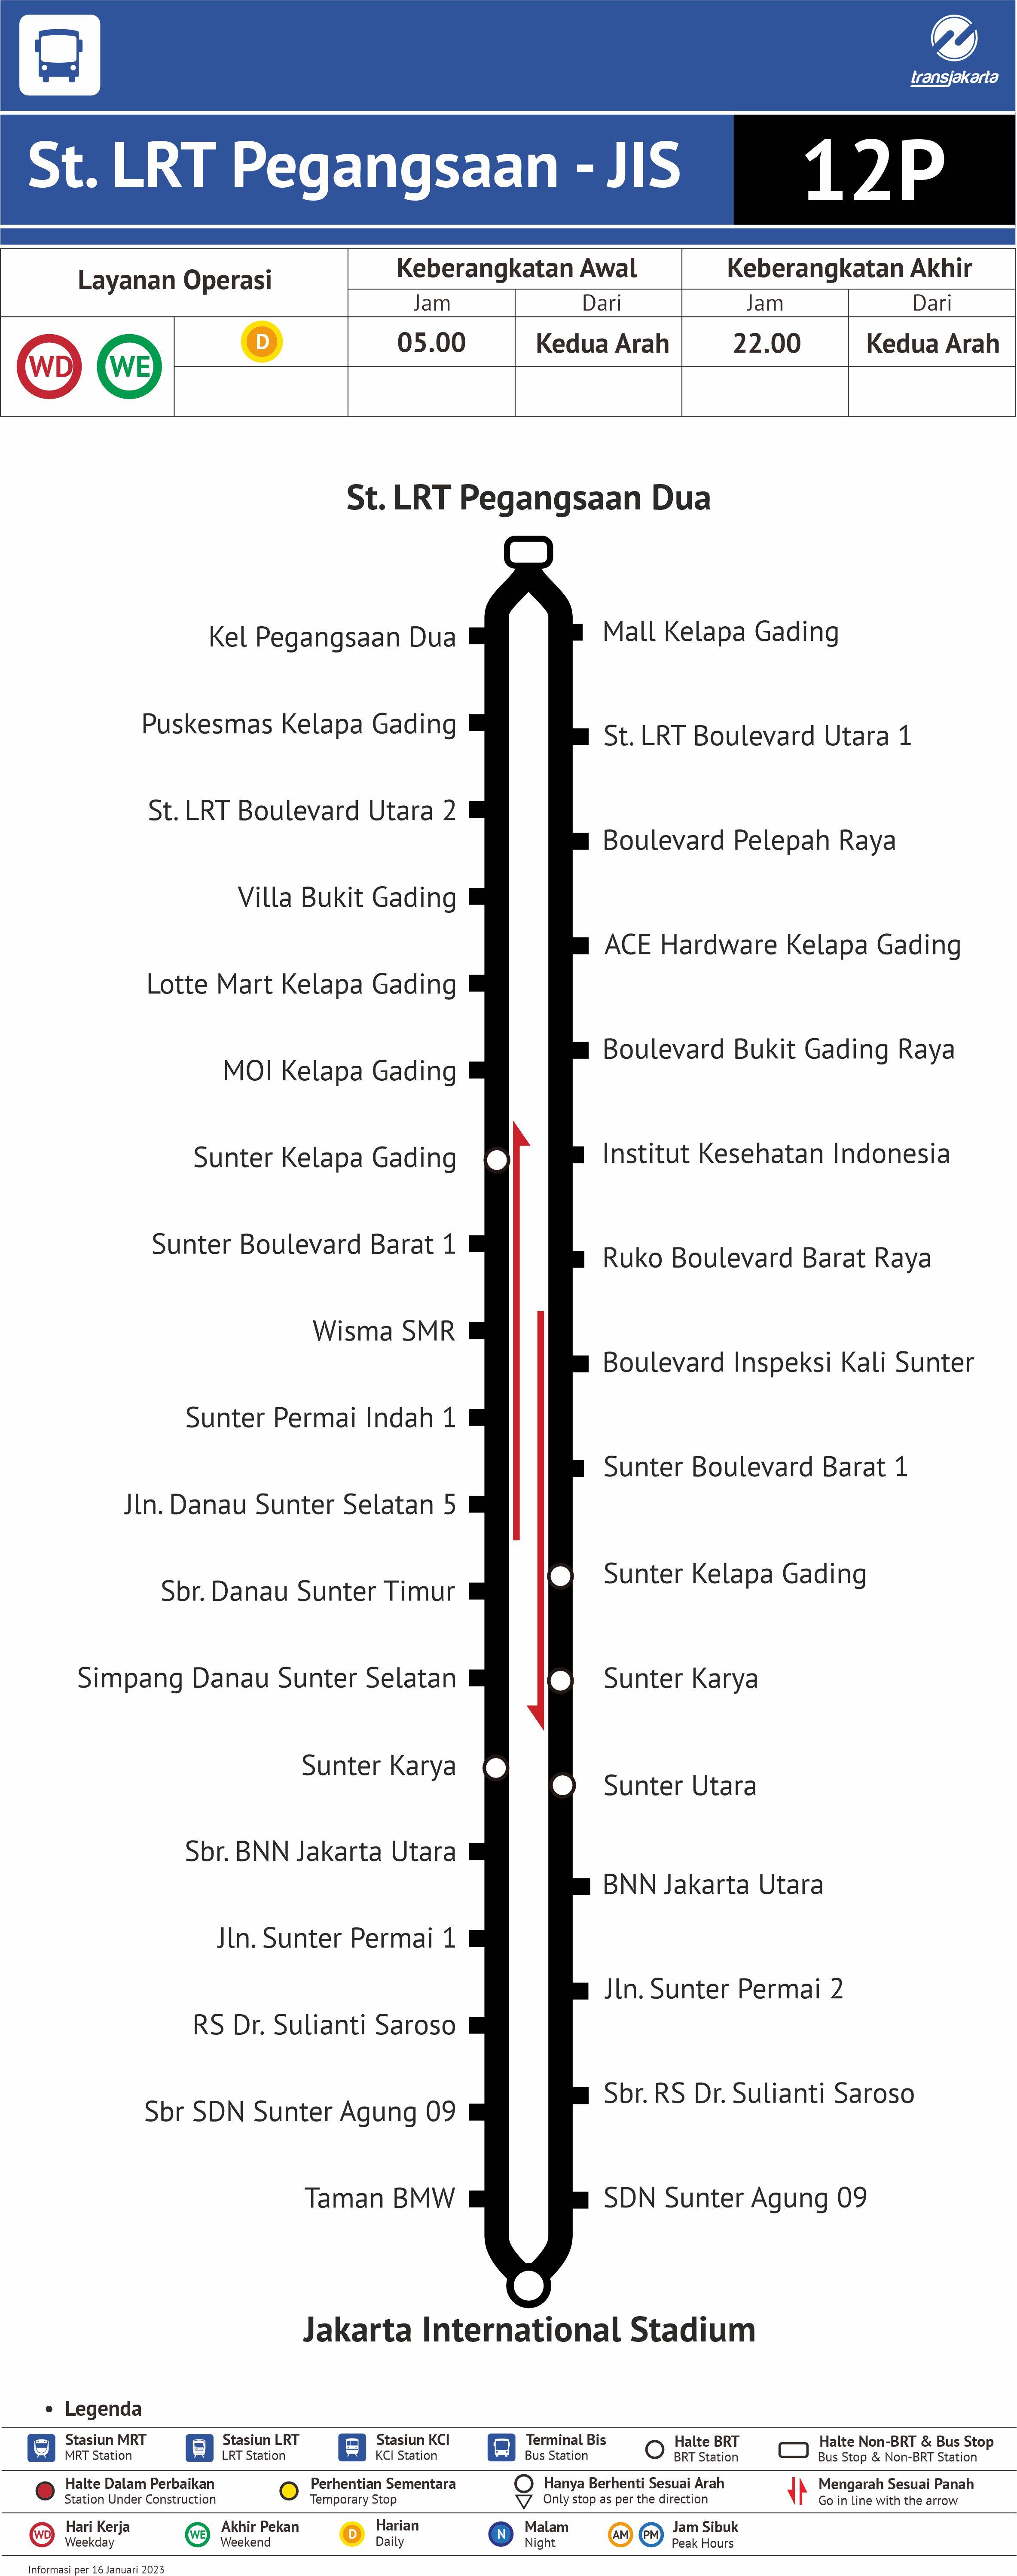 transjakarta
St. LRT Pegangsaan - JIS
12P
Layanan Operasi
Keberangkatan Awal
Keberangkatan Akhir
Jam
Dari
Jam
Dari
WD
WE
D
05.00
Kedua Arah
22.00
Kedua Arah
St. LRT Pegangsaan Dua
Kel Pegangsaan Dua
Puskesmas Kelapa Gading
St. LRT Boulevard Utara 2
Villa Bukit Gading
Lotte Mart Kelapa Gading
MOI Kelapa Gading
Sunter Kelapa Gading
Sunter Boulevard Barat 1
Wisma SMR
Sunter Permai Indah 1
Jln. Danau Sunter Selatan 5
Sbr. Danau Sunter Timur
Simpang Danau Sunter Selatan
Sunter Karya
Sbr. BNN Jakarta Utara
Jln. Sunter Permai 1
RS Dr. Sulianti Saroso
Sbr SDN Sunter Agung 09
Taman BMW
Mall Kelapa Gading
St. LRT Boulevard Utara 1
Boulevard Pelepah Raya
ACE Hardware Kelapa Gading
Boulevard Bukit Gading Raya
Institut Kesehatan Indonesia
Ruko Boulevard Barat Raya
Boulevard Inspeksi Kali Sunter
Sunter Boulevard Barat 1
Sunter Kelapa Gading
Sunter Karya
Sunter Utara
BNN Jakarta Utara
Jln. Sunter Permai 2
Sbr. RS Dr. Sulianti Saroso
SDN Sunter Agung 09
Jakarta International Stadium
• Legenda
Stasiun MRT
MRT Station
Stasiun LRT
LRT Station
Stasiun KCI
KCI Station
Terminal Bis
Bus Station
Halte BRT
BRT Station
Halte Non-BRT & Bus Stop
Bus Stop & Non-BRT Station
Halte Dalam Perbaikan
Station Under Construction
Perhentian Sementara
Temporary Stop
Hanya Berhenti Sesuai Arah
Only stop as per the direction
Mengarah Sesuai Panah
Go in line with the arrow
WD
Hari Kerja
Weekday
WE
Akhir Pekan
Weekend
D
Harian
Daily
N
Malam
Night
AM
PM
Jam Sibuk
Peak Hours
Informasi per 16 Januari 2023